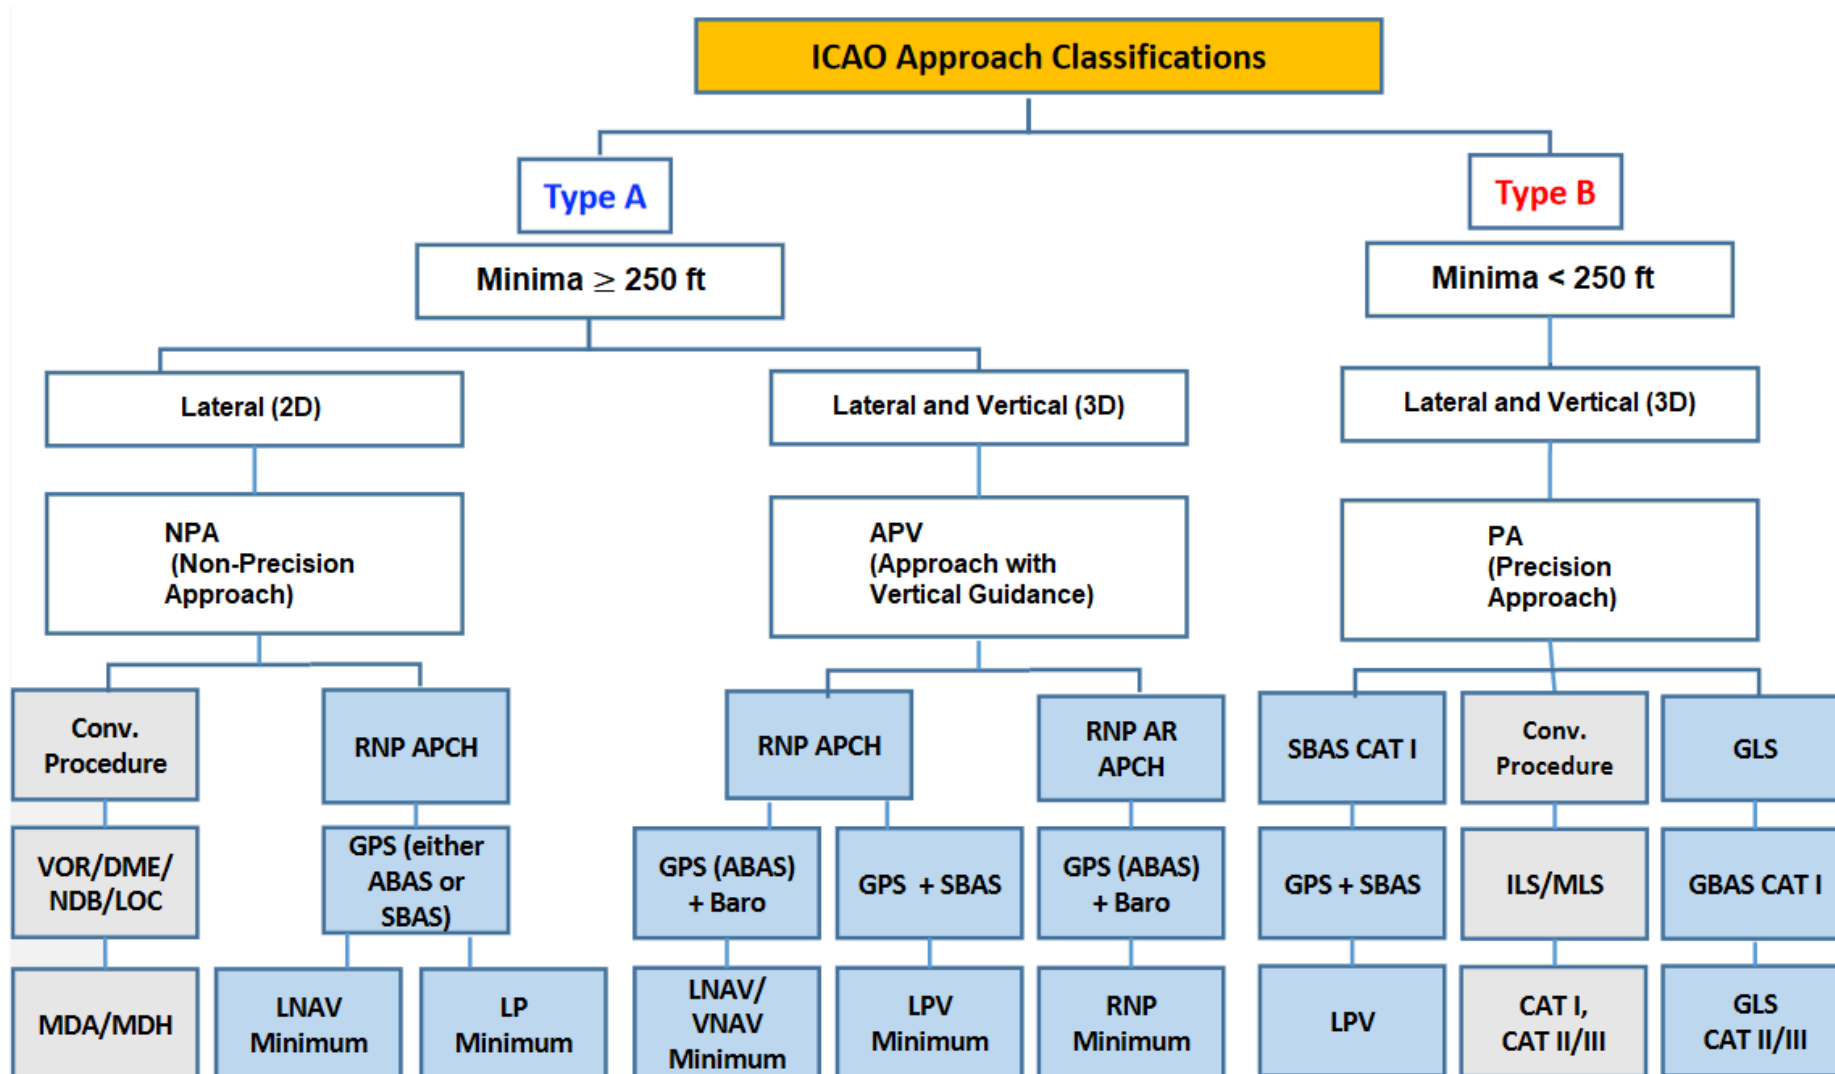 ICAO Approach Classifications
Type A
Type B
Minima ≥ 250 ft
Minima < 250 ft
Lateral (2D)
Lateral and Vertical (3D)
Lateral and Vertical (3D)
NPA
(Non-Precision
Approach)
APV
(Approach with
Vertical Guidance)
PA
(Precision
Approach)
Conv.
Procedure
RNP APCH
RNP APCH
RNP AR
APCH
SBAS CAT I
Conv.
Procedure
GLS
VOR/DME/
NDB/LOC
GPS (either
ABAS or
SBAS)
GPS (ABAS)
+ Baro
GPS + SBAS
GPS (ABAS)
+ Baro
GPS + SBAS
ILS/MLS
GBAS CAT I
MDA/MDH
LNAV
Minimum
LP
Minimum
LNAV/
VNAV
Minimum
LPV
Minimum
RNP
Minimum
LPV
CAT I,
CAT II/III
GLS
CAT II/III